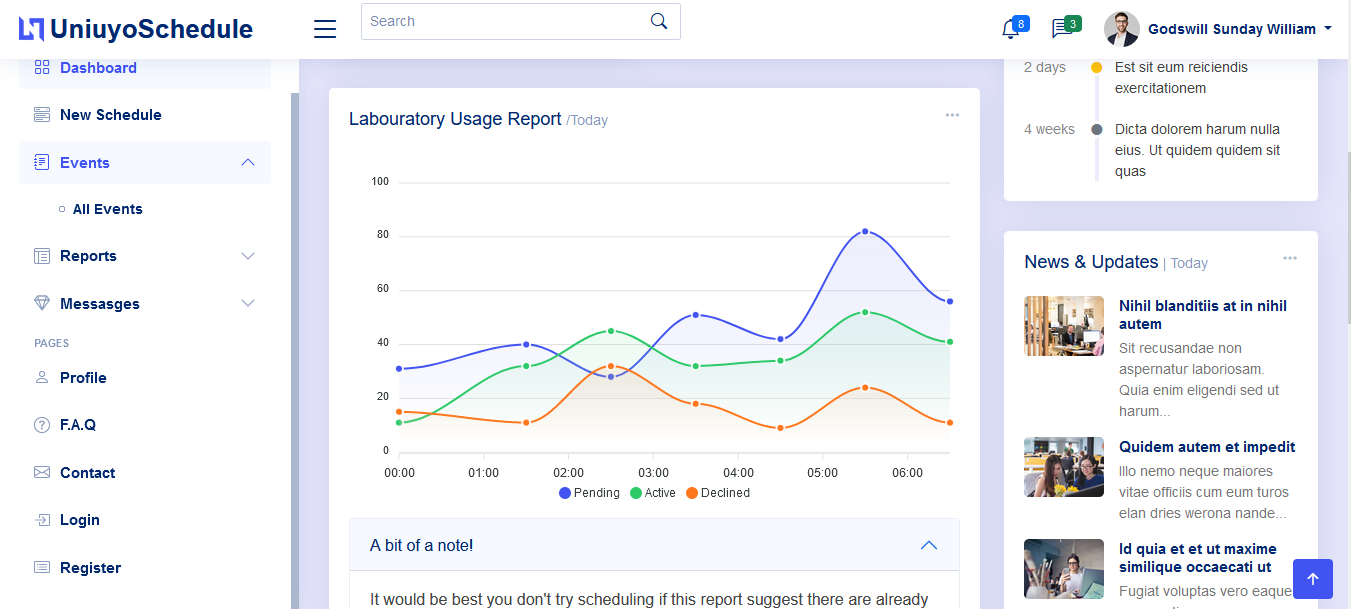 UniuyoSchedule
Search
8
3
Godswill Sunday William
Dashboard
New Schedule
Events
All Events
Reports
Messasges
PAGES
Profile
F.A.Q
Contact
Login
Register
Labouratory Usage Report /Today
100
80
60
40
20
0
00:00 01:00 02:00 03:00 04:00 05:00 06:00
Pending Active Declined
A bit of a note!
It would be best you don't try scheduling if this report suggest there are already
2 days
Est sit eum reiciendis
exercitationem
4 weeks
Dicta dolorem harum nulla
eius. Ut quidem quidem sit
quas
News & Updates | Today
Nihil blanditiis at in nihil
autem
Sit recusandae non
aspernatur laboriosam.
Quia enim eligendi sed ut
harum...
Quidem autem et impedit
Illo nemo neque maiores
vitae officiis cum eum turos
elan dries werona nande...
Id quia et et ut maxime
similique occaecati ut
Fugiat voluptas vero eaque